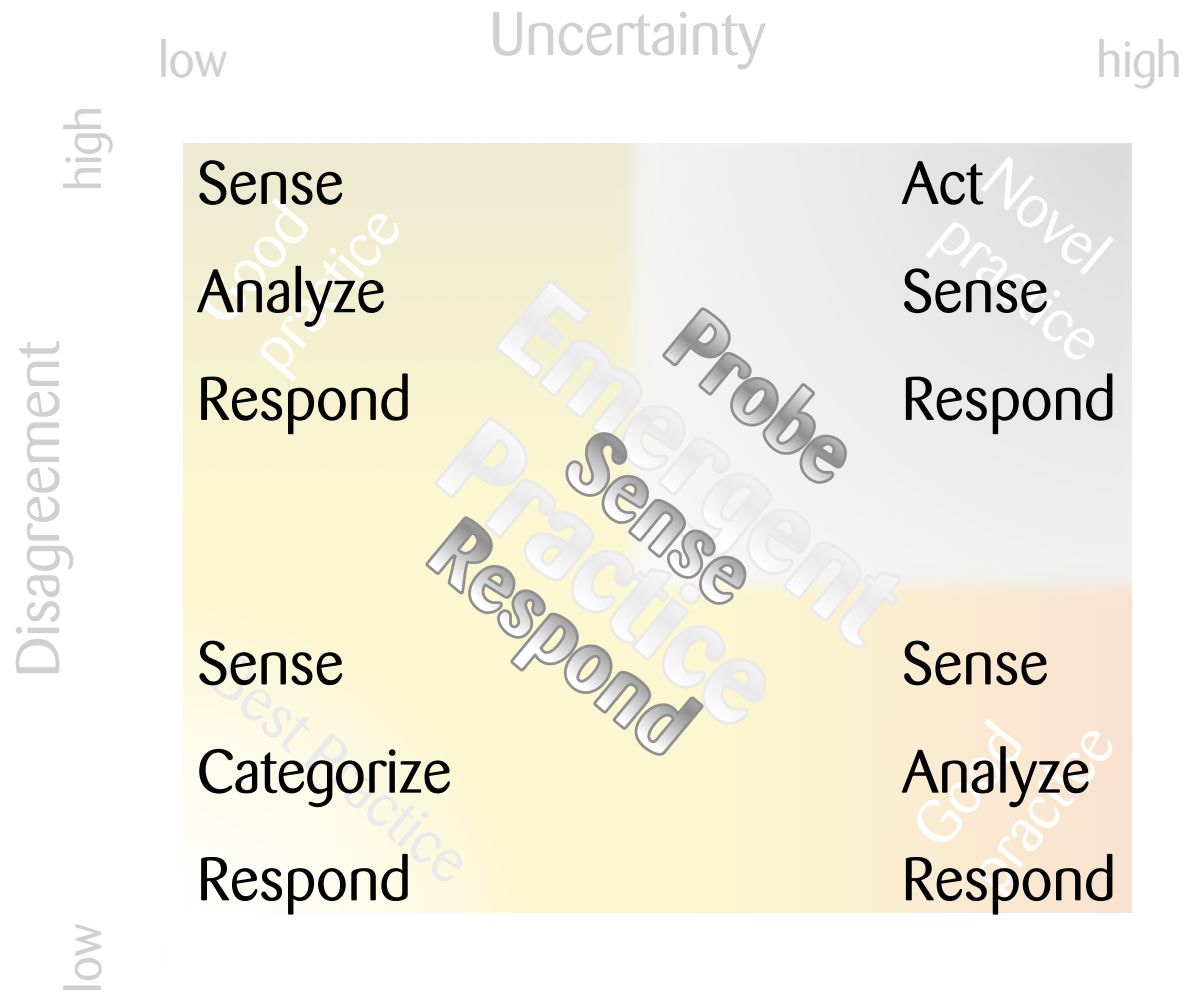 Uncertainty
low
high
high
Disagreement
low
Sense
Analyze
Respond
Good
practice
Act
Sense
Respond
Novel
practice
Emergent
Practice
Probe
Sense
Respond
Sense
Categorize
Respond
Best Practice
Sense
Analyze
Respond
Good
practice